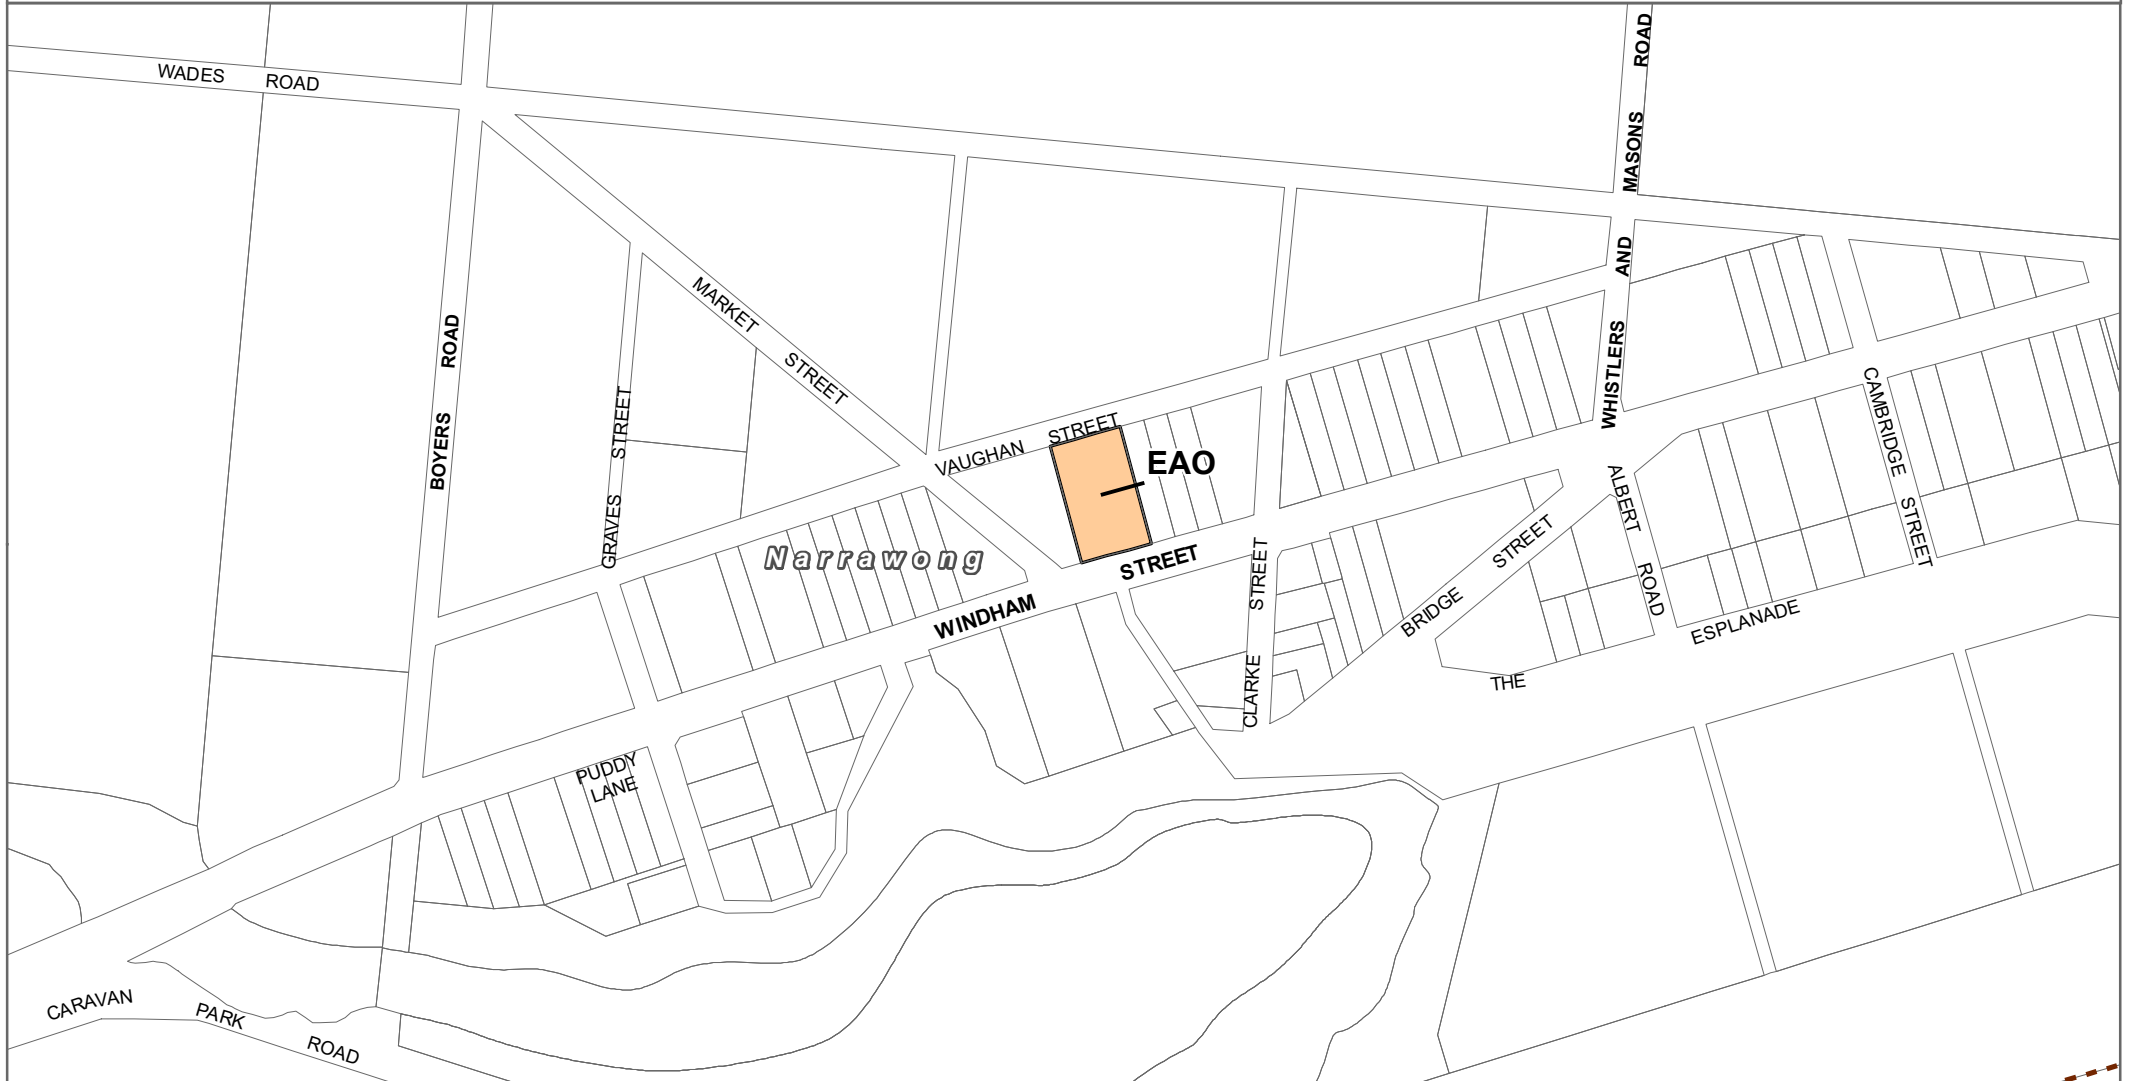 WADES ROAD
MASONS ROAD
AND
WHISTLERS
MARKET STREET
BOYERS ROAD
GRAVES STREET
VAUGHAN STREET
EAO
Narrawong
WINDHAM STREET
CLARKE STREET
BRIDGE STREET
ALBERT ROAD
CAMBRIDGE STREET
THE ESPLANADE
PUDDY
LANE
CARAVAN PARK ROAD